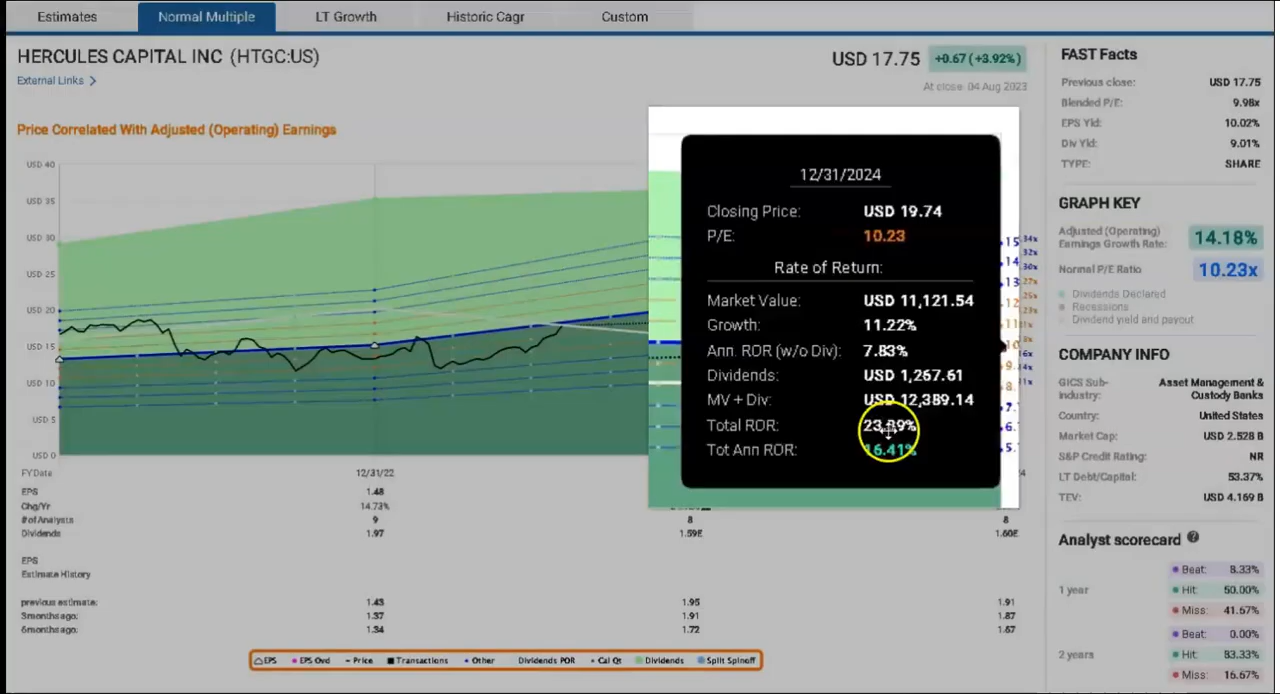 Estimates Normal Multiple LT Growth Historic Cagr Custom
HERCULES CAPITAL INC (HTGC:US)
External Links
USD 17.75 +0.67 (+3.92%)
At close: 04 Aug 2023
Price Correlated With Adjusted (Operating) Earnings
USD 40
USD 35
USD 30
USD 25
USD 20
USD 15
USD 10
USD 5
USD 0
12/31/2024
Closing Price: USD 19.74
P/E: 10.23
Rate of Return:
Market Value: USD 11,121.54
Growth: 11.22%
Ann. ROR (w/o Div): 7.83%
Dividends: USD 1,267.61
MV + Div: USD 12,389.14
Total ROR:
Tot Ann ROR: 16.41%
34x
32x
30x
27x
FY Date 12/31/22
EPS 1.48
Chg/Yr 14.73%
# of Analysts 9 8 8
Dividends 1.97 1.59E 1.60E
EPS
Estimate History
previous estimate: 1.43 1.95 1.91
3months ago: 1.37 1.91 1.87
6months ago: 1.34 1.72 1.67
EPS EPS Ovd Price Transactions Other Dividends POR Cal Qt Dividends Split Spinoff
FAST Facts
Previous close: USD 17.75
Blended P/E: 9.98x
EPS Yld: 10.02%
Div Yld: 9.01%
TYPE: SHARE
GRAPH KEY
Adjusted (Operating)
Earnings Growth Rate: 14.18%
Normal P/E Ratio 10.23x
Dividends Declared
Recessions
Dividend yield and payout
COMPANY INFO
GICS Sub-
industry: Asset Management &
Custody Banks
Country: United States
Market Cap: USD 2.528 B
S&P Credit Rating: NR
LT Debt/Capital: 53.37%
TEV: USD 4.169 B
Analyst scorecard
1 year
Beat: 8.33%
Hit: 50.00%
Miss: 41.67%
2 years
Beat: 0.00%
Hit: 83.33%
Miss: 16.67%